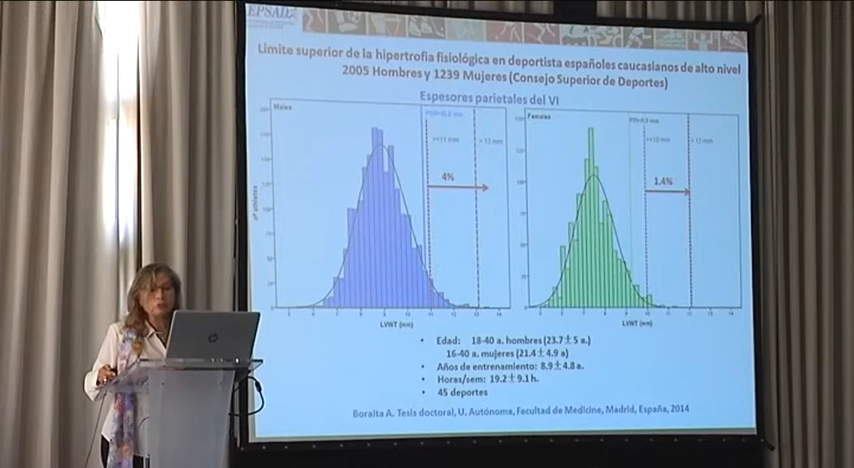 EPSAD
Limite superior de la hipertrofia fisiológica en deportista españoles caucasianos de alto nivel
2005 Hombres y 1239 Mujeres (Consejo Superior de Deportes)
Espesores parietales del VI
Males
> 13 mm
4%
LVWT (mm)
Females
1.4%
LVWT (mm)
• Edad: 18-40 a. hombres (23.7 ± 5 a.)
16-40 a. mujeres (21.4 ± 4.9 a)
• Años de entrenamiento: 8.9 ± 4.8 a.
• Horas/sem: 19.2 ± 9.1 h.
• 45 deportes
Boraita A. Tesis doctoral, U. Autónoma, Facultad de Medicine, Madrid, España, 2014
hp